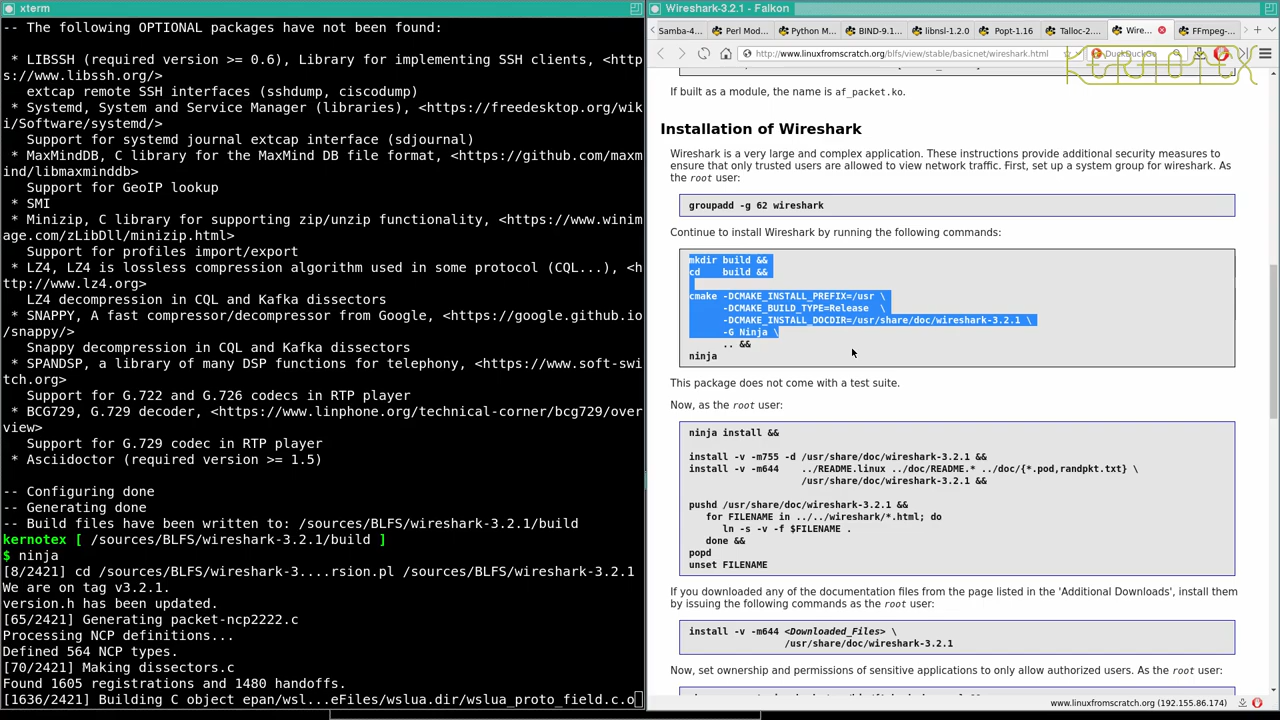 xterm
-- The following OPTIONAL packages have not been found:
 * LIBSSH (required version >= 0.6), Library for implementing SSH clients, <http
s://www.libssh.org/>
   extcap remote SSH interfaces (sshdump, ciscodump)
 * Systemd, System and Service Manager (libraries), <https://freedesktop.org/wik
i/Software/systemd/>
   Support for systemd journal extcap interface (sdjournal)
 * MaxMindDB, C library for the MaxMind DB file format, <https://github.com/maxm
ind/libmaxminddb>
   Support for GeoIP lookup
 * SMI
 * Minizip, C library for supporting zip/unzip functionality, <https://www.winim
age.com/zLibDll/minizip.html>
   Support for profiles import/export
 * LZ4, LZ4 is lossless compression algorithm used in some protocol (CQL...), <h
ttp://www.lz4.org>
   LZ4 decompression in CQL and Kafka dissectors
 * SNAPPY, A fast compressor/decompressor from Google, <https://google.github.io
/snappy/>
   Snappy decompression in CQL and Kafka dissectors
 * SPANDSP, a library of many DSP functions for telephony, <https://www.soft-swi
tch.org>
   Support for G.722 and G.726 codecs in RTP player
 * BCG729, G.729 decoder, <https://www.linphone.org/technical-corner/bcg729/over
view>
   Support for G.729 codec in RTP player
 * Asciidoctor (required version >= 1.5)
-- Configuring done
-- Generating done
-- Build files have been written to: /sources/BLFS/wireshark-3.2.1/build
kernotex [ /sources/BLFS/wireshark-3.2.1/build ]
$ ninja
[8/2421] cd /sources/BLFS/wireshark-3....rsion.pl /sources/BLFS/wireshark-3.2.1
We are on tag v3.2.1.
version.h has been updated.
[65/2421] Generating packet-ncp2222.c
Processing NCP definitions...
Defined 564 NCP types.
[70/2421] Making dissectors.c
Found 1605 registrations and 1480 handoffs.
[1636/2421] Building C object epan/wsl...eFiles/wslua.dir/wslua_proto_field.c.o
Wireshark-3.2.1 - Falkon
Samba-4... Perl Mod... Python M... BIND-9.1... libnsl-1.2.0 Popt-1.16 Talloc-2.... Wire... FFmpeg-...
http://www.linuxfromscratch.org/blfs/view/stable/basicnet/wireshark.html
KERNOTEX
If built as a module, the name is af_packet.ko.
Installation of Wireshark
Wireshark is a very large and complex application. These instructions provide additional security measures to
ensure that only trusted users are allowed to view network traffic. First, set up a system group for wireshark. As
the root user:
groupadd -g 62 wireshark
Continue to install Wireshark by running the following commands:
mkdir build &&
cd    build &&
cmake -DCMAKE_INSTALL_PREFIX=/usr \
      -DCMAKE_BUILD_TYPE=Release  \
      -DCMAKE_INSTALL_DOCDIR=/usr/share/doc/wireshark-3.2.1 \
      -G Ninja \
      .. &&
ninja
This package does not come with a test suite.
Now, as the root user:
ninja install &&
install -v -m755 -d /usr/share/doc/wireshark-3.2.1 &&
install -v -m644    ../README.linux ../doc/README.* ../doc/{*.pod,randpkt.txt} \
                    /usr/share/doc/wireshark-3.2.1 &&
pushd /usr/share/doc/wireshark-3.2.1 &&
   for FILENAME in ../../wireshark/*.html; do
      ln -s -v -f $FILENAME .
   done &&
popd
unset FILENAME
If you downloaded any of the documentation files from the page listed in the 'Additional Downloads', install them
by issuing the following commands as the root user:
install -v -m644 <Downloaded_Files> \
                 /usr/share/doc/wireshark-3.2.1
Now, set ownership and permissions of sensitive applications to only allow authorized users. As the root user:
www.linuxfromscratch.org (192.155.86.174)